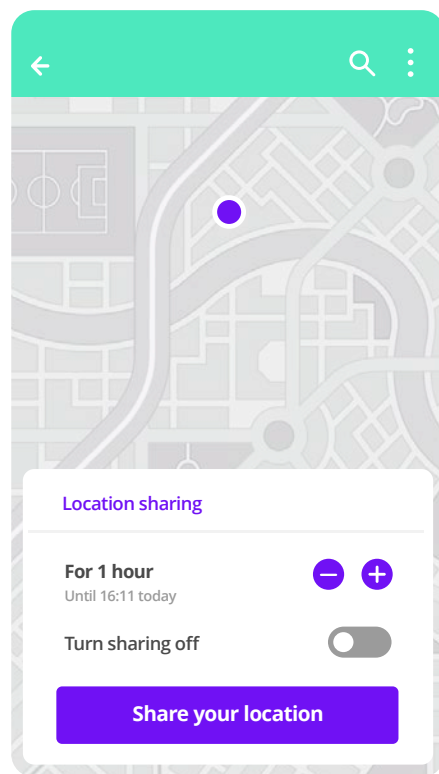 Location sharing
For 1 hour
Until 16:11 today
Turn sharing off
Share your location